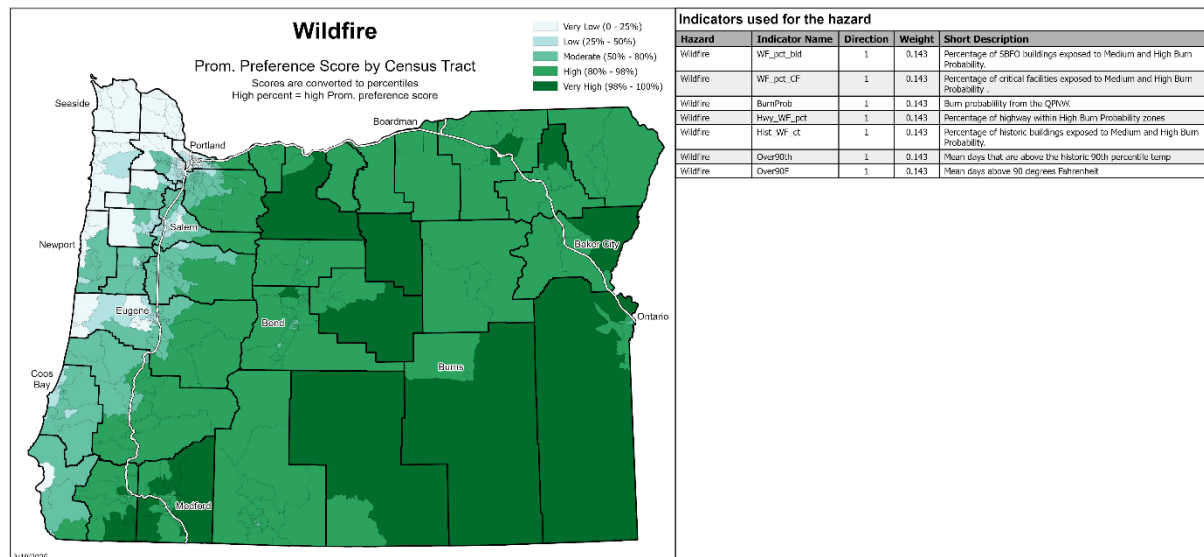 Wildfire
Prom. Preference Score by Census Tract
Scores are converted to percentiles
High percent = high Prom. preference score
Very Low (0 - 25%)
Low (25% - 50%)
Moderate (50% - 80%)
High (80% - 98%)
Very High (98% - 100%)
Seaside
Portland
Boardman
Salem
Newport
Baker City
Eugene
Bend
Ontario
Burns
Coos
Bay
Medford
Indicators used for the hazard
Hazard Indicator Name Direction Weight Short Description
Wildfire WF_pct_bld 1 0.143 Percentage of SBFO buildings exposed to Medium and High Burn
Probability.
Wildfire WF_pct_CF 1 0.143 Percentage of critical facilities exposed to Medium and High Burn
Probability .
Wildfire BurnProb 1 0.143 Burn probablility from the QPNW.
Wildfire Hwy_WF_pct 1 0.143 Percentage of highway within High Burn Probability zones
Wildfire Hist_WF_ct 1 0.143 Percentage of historic buildings exposed to Medium and High Burn
Probability.
Wildfire Over90th 1 0.143 Mean days that are above the historic 90th percentile temp
Wildfire Over90F 1 0.143 Mean days above 90 degrees Fahrenheit